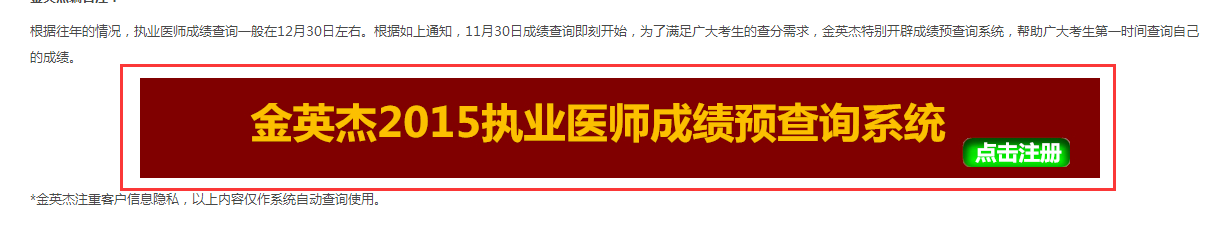 根据往年的情况，执业医师成绩查询一般在12月30日左右。根据如上通知，11月30日成绩查询即刻开始，为了满足广大考生的查分需求，金英杰特别开辟成绩预查询系统，帮助广大考生第一时间查询自己
的成绩。
金英杰2015执业医师成绩预查询系统
点击注册
*金英杰注重客户信息隐私，以上内容仅作系统自动查询使用。